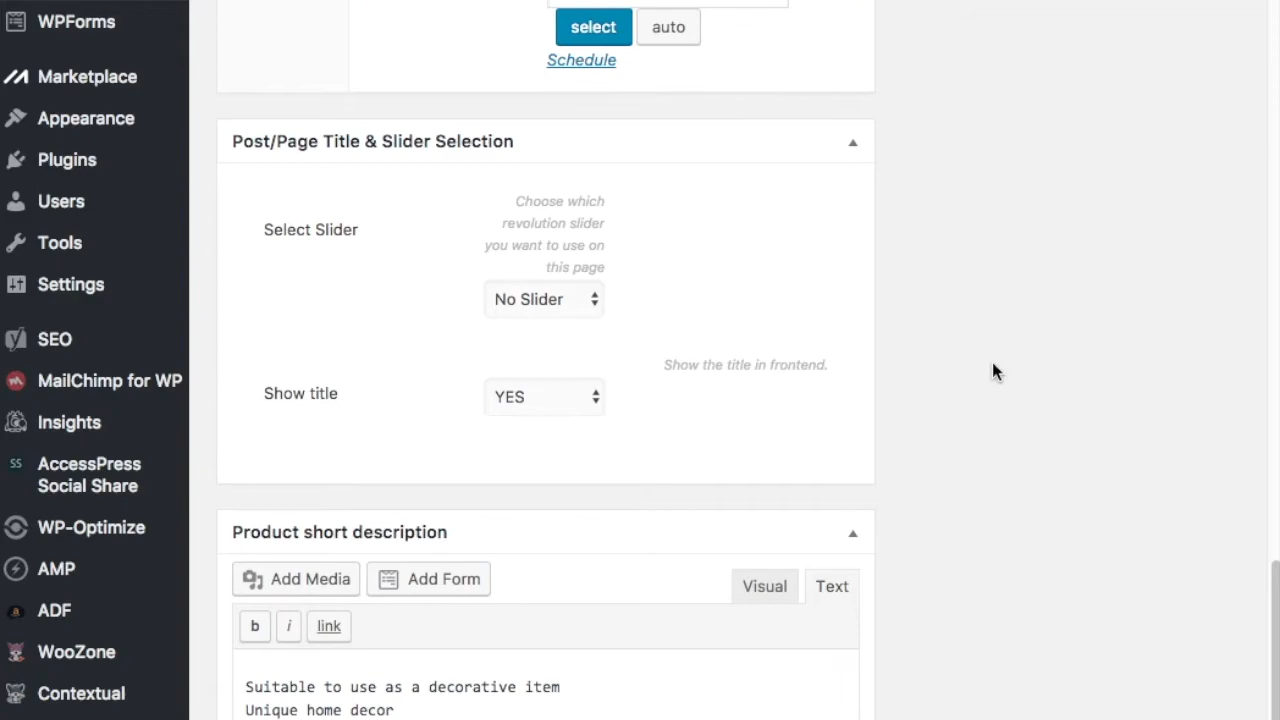 WPForms
Marketplace
Appearance
Plugins
Users
Tools
Settings
SEO
MailChimp for WP
Insights
SS
AccessPress
Social Share
WP-Optimize
AMP
ADF
WooZone
Contextual
select
auto
Schedule
Post/Page Title & Slider Selection
Select Slider
Choose which
revolution slider
you want to use on
this page
No Slider
Show title
YES
Show the title in frontend.
Product short description
Add Media
Add Form
Visual
Text
b
i
link
Suitable to use as a decorative item
Unique home decor